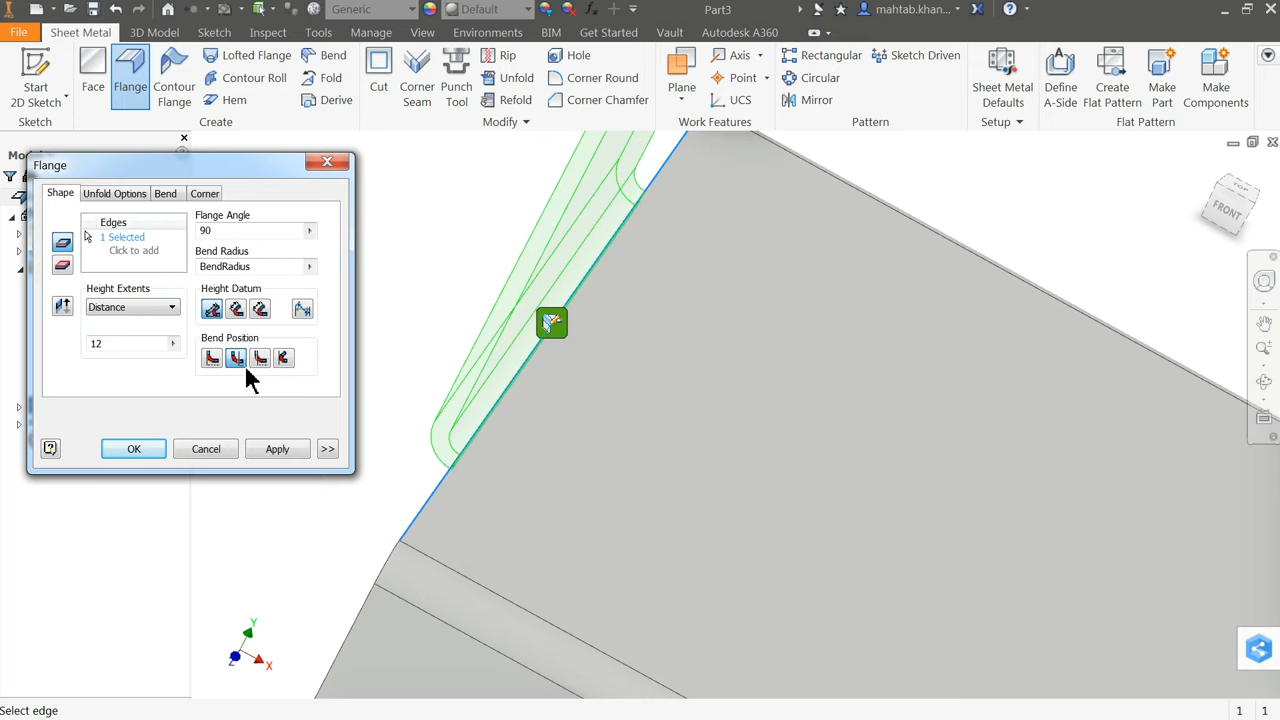 Generic
Default
Part3
mahtab.khan...
File
Sheet Metal
3D Model
Sketch
Inspect
Tools
Manage
View
Environments
BIM
Get Started
Vault
Autodesk A360
Start
2D Sketch
Sketch
Face
Flange
Contour
Flange
Lofted Flange
Contour Roll
Hem
Bend
Fold
Derive
Create
Cut
Corner
Seam
Punch
Tool
Rip
Unfold
Refold
Hole
Corner Round
Corner Chamfer
Modify
Plane
Axis
Point
UCS
Work Features
Rectangular
Circular
Mirror
Sketch Driven
Pattern
Sheet Metal
Defaults
Setup
Define
A-Side
Create
Flat Pattern
Make
Part
Make
Components
Flat Pattern
Flange
Shape
Unfold Options
Bend
Corner
Edges
1 Selected
Click to add
Flange Angle
90
Bend Radius
BendRadius
Height Extents
Distance
12
Height Datum
Bend Position
OK
Cancel
Apply
>>
TOP
FRONT
Y
X
Z
Select edge
1
1